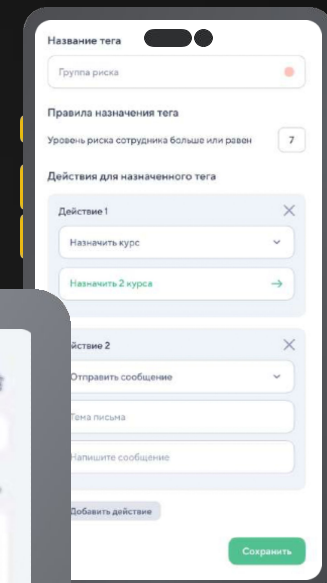 Название тега
Группа риска
Правила назначения тега
Уровень риска сотрудника больше или равен 7
Действия для назначенного тега
Действие 1
Назначить курс
Назначить 2 курса
йствие 2
Отправить сообщение
Тема письма
Напишите сообщение
Добавить действие
Сохранить